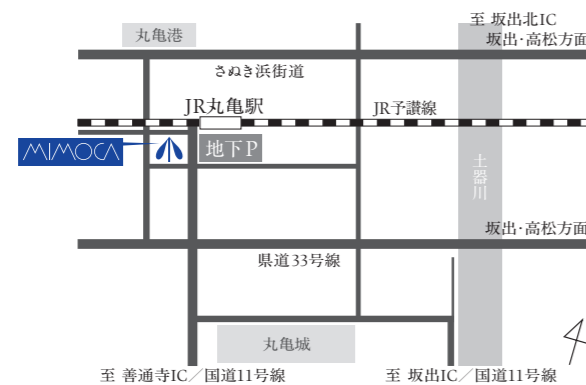 至 坂出北IC
丸亀港
坂出・高松方面
さぬき浜街道
JR丸亀駅
JR予讃線
MIMOCA
地下P
土器川
坂出・高松方面
県道33号線
丸亀城
至 善通寺IC／国道11号線
至 坂出IC／国道11号線